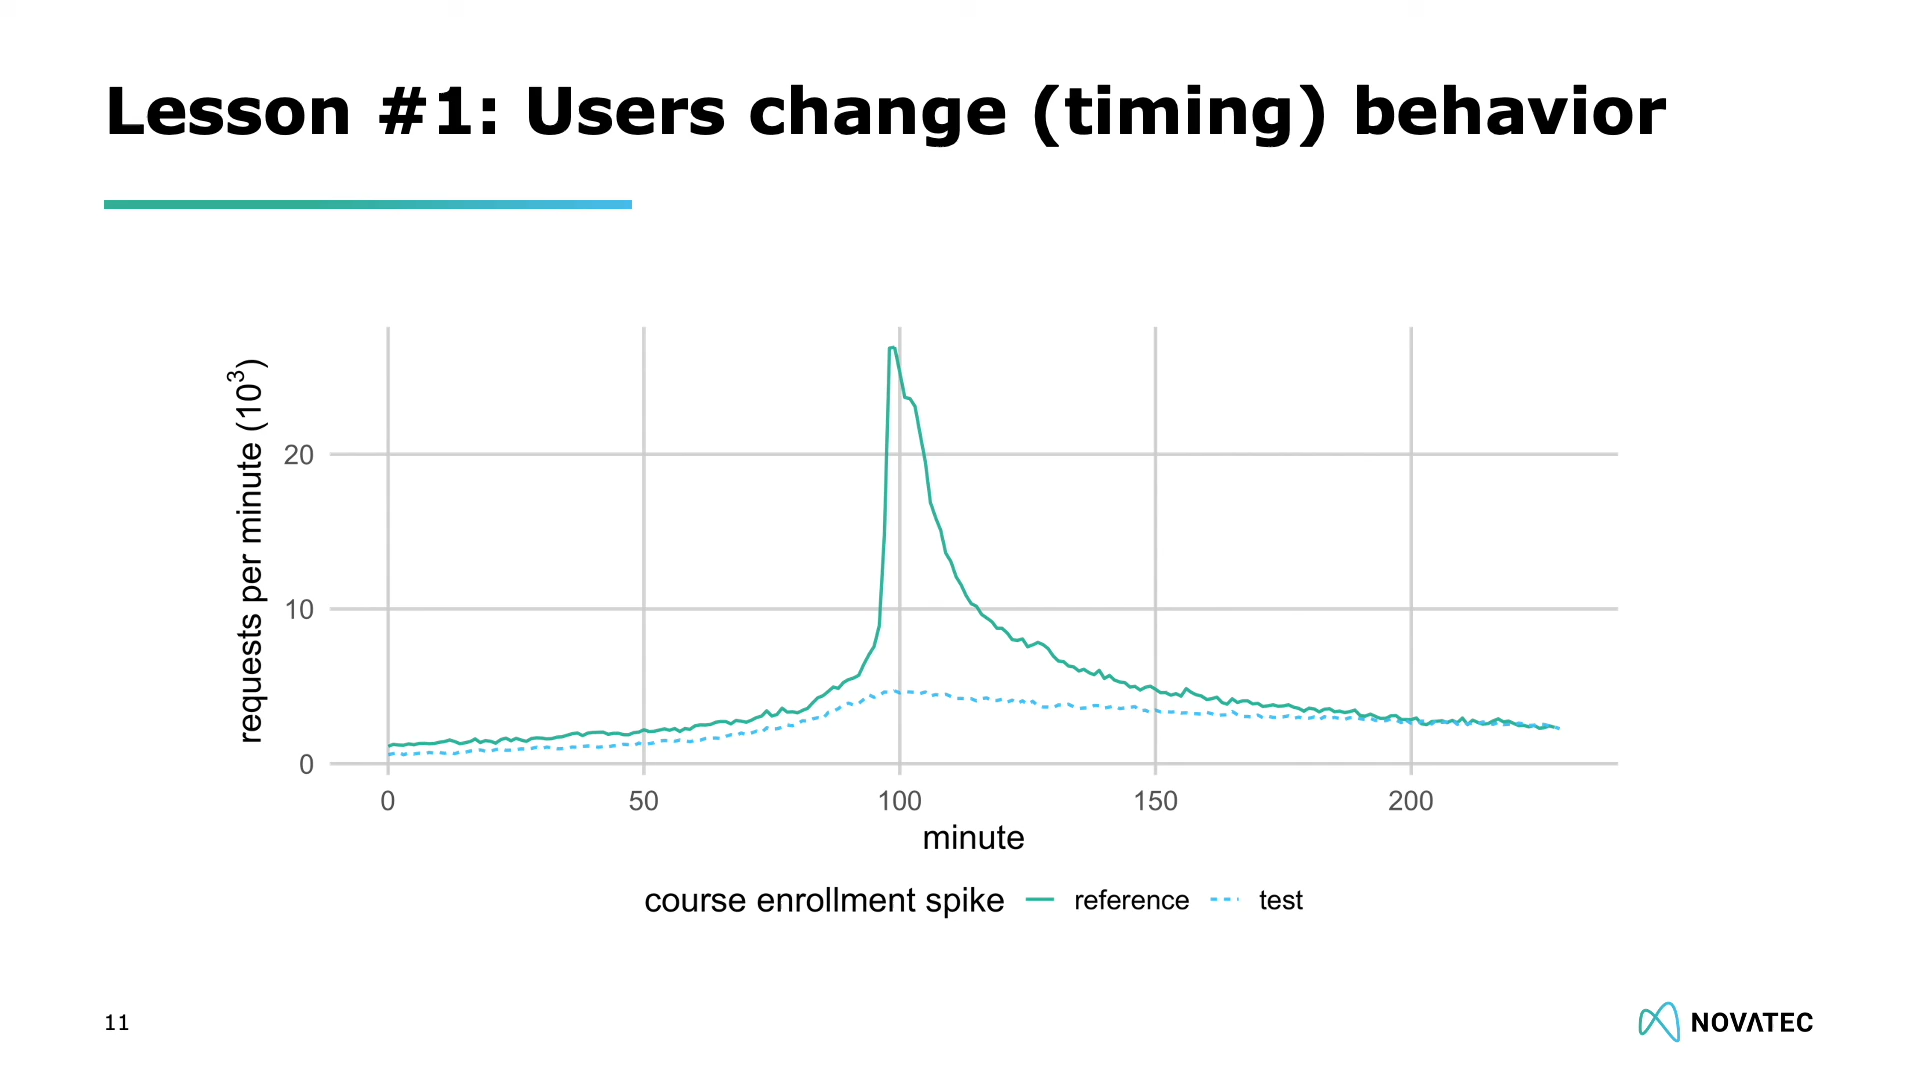 Lesson #1: Users change (timing) behavior
requests per minute (10³)
20
10
0
0 50 100 150 200
minute
course enrollment spike reference test
11
NOVATEC